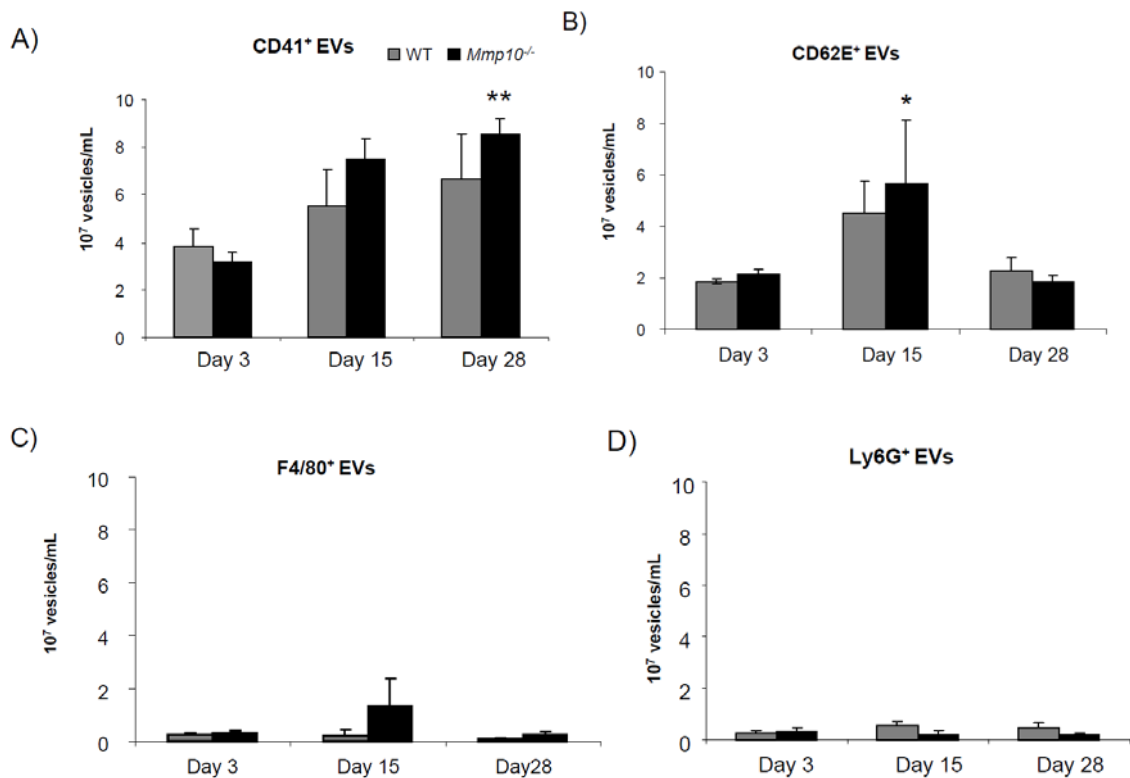 A)
CD41⁺ EVs
WT Mmp10⁻/⁻
**
10⁷ vesicles/mL
10
8
6
4
2
0
Day 3 Day 15 Day 28
B)
CD62E⁺ EVs
*
10⁷ vesicles/mL
10
8
6
4
2
0
Day 3 Day 15 Day 28
C)
F4/80⁺ EVs
10⁷ vesicles/mL
10
8
6
4
2
0
Day 3 Day 15 Day28
D)
Ly6G⁺ EVs
10⁷ vesicles/mL
10
8
6
4
2
0
Day 3 Day 15 Day 28